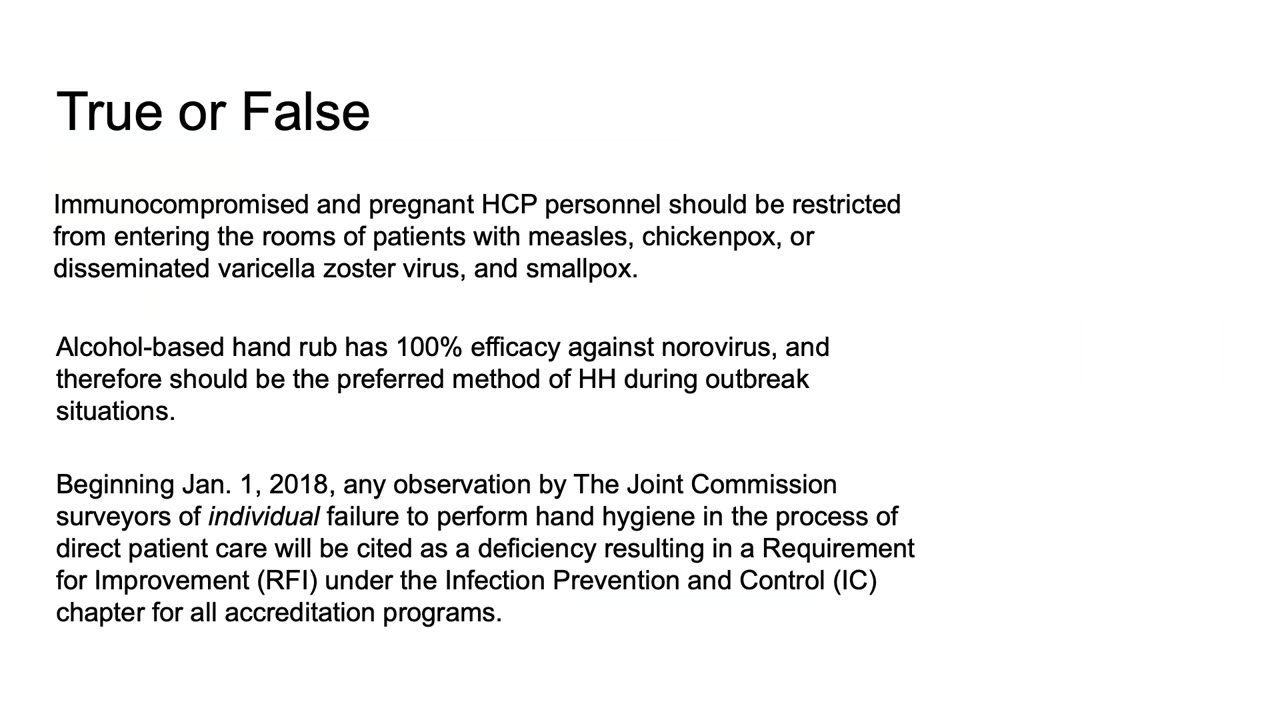 True or False
Immunocompromised and pregnant HCP personnel should be restricted
from entering the rooms of patients with measles, chickenpox, or
disseminated varicella zoster virus, and smallpox.
Alcohol-based hand rub has 100% efficacy against norovirus, and
therefore should be the preferred method of HH during outbreak
situations.
Beginning Jan. 1, 2018, any observation by The Joint Commission
surveyors of individual failure to perform hand hygiene in the process of
direct patient care will be cited as a deficiency resulting in a Requirement
for Improvement (RFI) under the Infection Prevention and Control (IC)
chapter for all accreditation programs.